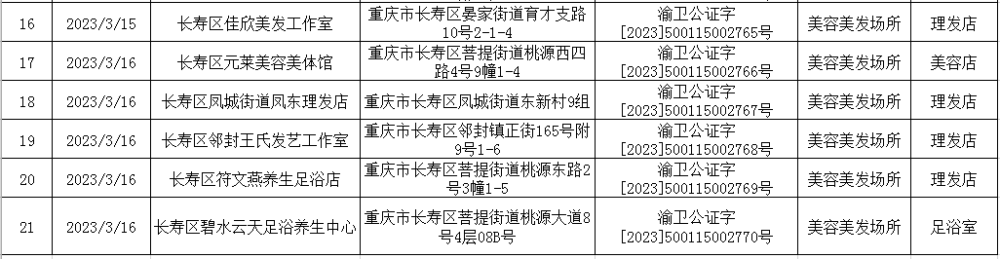 16 2023/3/15 长寿区佳欣美发工作室 重庆市长寿区晏家街道育才支路10号2-1-4 渝卫公证字[2023]500115002765号 美容美发场所 理发店
17 2023/3/16 长寿区元莱美容美体馆 重庆市长寿区菩提街道桃源西四路4号9幢1-4 渝卫公证字[2023]500115002766号 美容美发场所 美容店
18 2023/3/16 长寿区凤城街道凤东理发店 重庆市长寿区凤城街道东新村9组 渝卫公证字[2023]500115002767号 美容美发场所 理发店
19 2023/3/16 长寿区邻封王氏发艺工作室 重庆市长寿区邻封镇正街165号附9号1-6 渝卫公证字[2023]500115002768号 美容美发场所 理发店
20 2023/3/16 长寿区符文燕养生足浴店 重庆市长寿区菩提街道桃源东路2号3幢1-5 渝卫公证字[2023]500115002769号 美容美发场所 理发店
21 2023/3/16 长寿区碧水云天足浴养生中心 重庆市长寿区菩提街道桃源大道8号4层08B号 渝卫公证字[2023]500115002770号 美容美发场所 足浴室